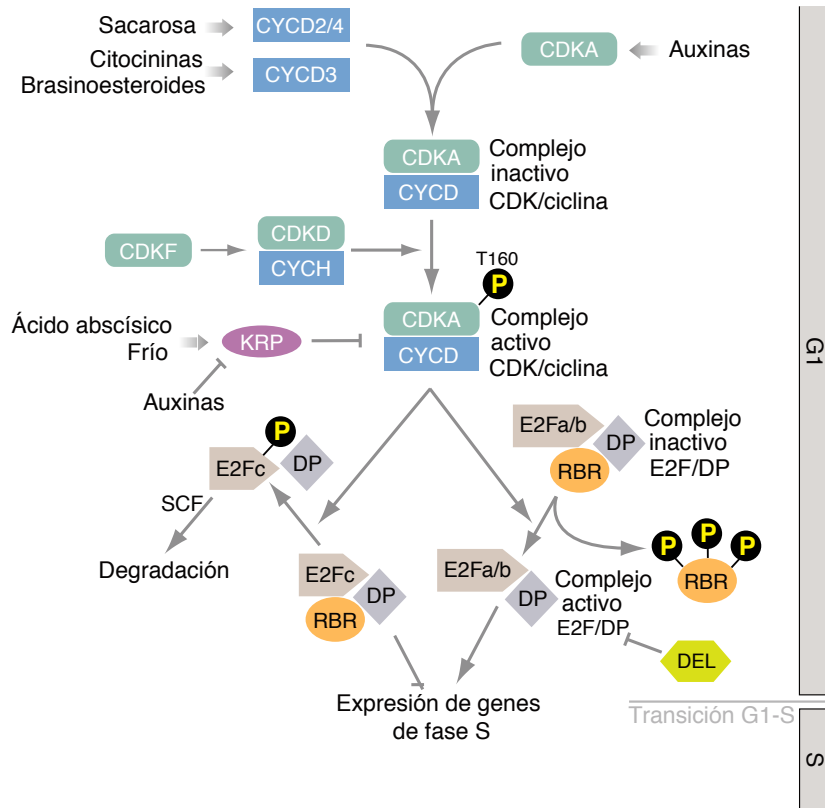 Sacarosa
CYCD2/4
Citocininas
Brasinoesteroides
CYCD3
CDKA
Auxinas
G1
CDKA
CYCD
Complejo
inactivo
CDK/ciclina
CDKF
CDKD
CYCH
T160
P
CDKA
CYCD
Complejo
activo
CDK/ciclina
Ácido abscísico
Frío
KRP
Auxinas
P
E2Fc
DP
E2Fa/b
DP
RBR
Complejo
inactivo
E2F/DP
SCF
Degradación
E2Fc
DP
RBR
E2Fa/b
DP
Complejo
activo
E2F/DP
P
P
P
RBR
DEL
Expresión de genes
de fase S
Transición G1-S
S